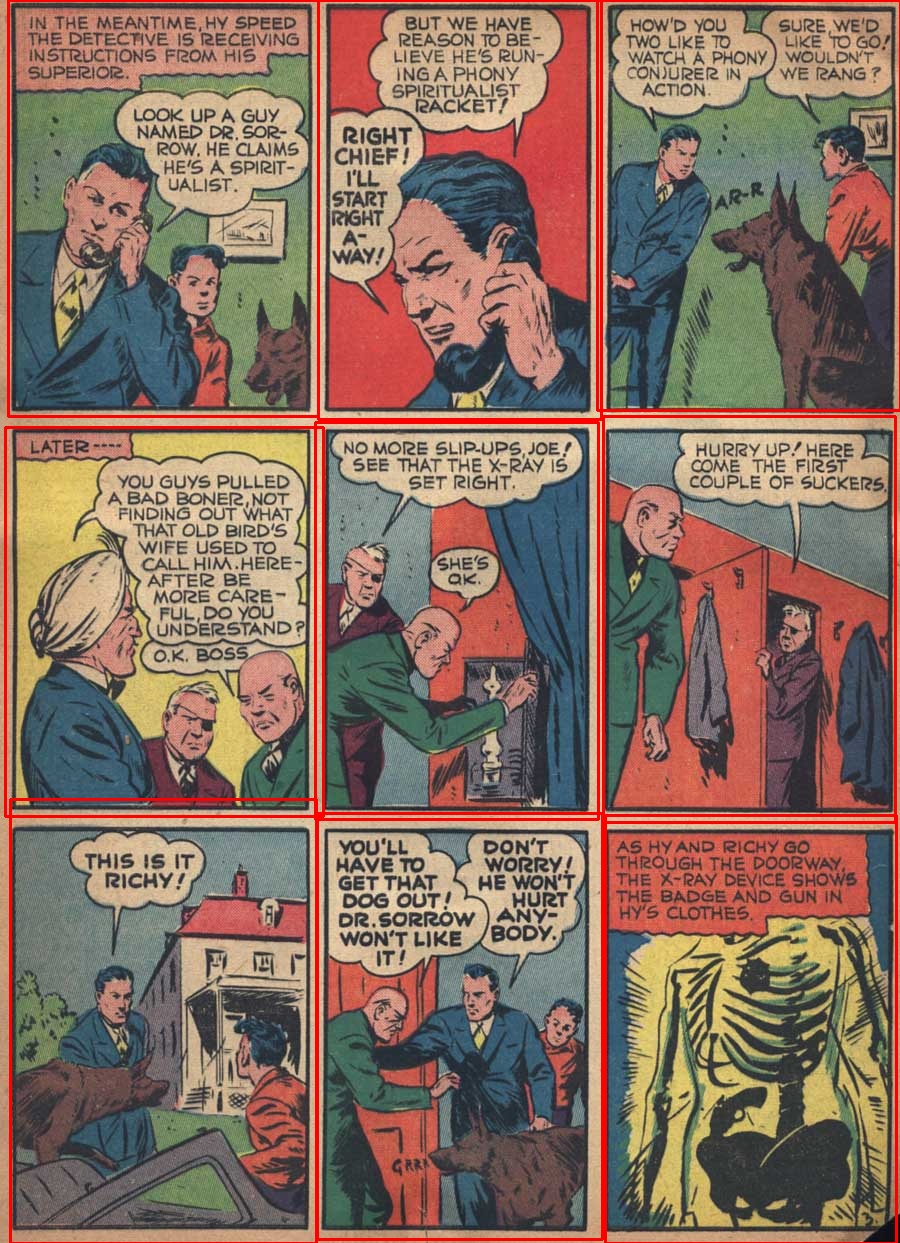 IN THE MEANTIME, HY SPEED
THE DETECTIVE IS RECEIVING
INSTRUCTIONS FROM HIS
SUPERIOR.
LOOK UP A GUY
NAMED DR. SOR-
ROW. HE CLAIMS
HE'S A SPIRIT-
UALIST.
BUT WE HAVE
REASON TO BE-
LIEVE HE'S RUN-
ING A PHONY
SPIRITUALIST
RACKET!
RIGHT
CHIEF!
I'LL
START
RIGHT
A-
WAY!
HOW'D YOU
TWO LIKE TO
WATCH A PHONY
CONJURER IN
ACTION.
SURE, WE'D
LIKE TO GO!
WOULDN'T
WE RANG?
AR-R
LATER ----
YOU GUYS PULLED
A BAD BONER, NOT
FINDING OUT WHAT
THAT OLD BIRD'S
WIFE USED TO
CALL HIM. HERE-
AFTER BE
MORE CARE-
FUL, DO YOU
UNDERSTAND?
O.K. BOSS
NO MORE SLIP-UPS, JOE!
SEE THAT THE X-RAY IS
SET RIGHT.
SHE'S
O.K.
HURRY UP! HERE
COME THE FIRST
COUPLE OF SUCKERS.
THIS IS IT
RICHY!
YOU'LL
HAVE TO
GET THAT
DOG OUT!
DR. SORROW
WON'T LIKE
IT!
DON'T
WORRY!
HE WON'T
HURT
ANY-
BODY.
GRRR
AS HY AND RICHY GO
THROUGH THE DOORWAY,
THE X-RAY DEVICE SHOWS
THE BADGE AND GUN IN
HY'S CLOTHES.
3.